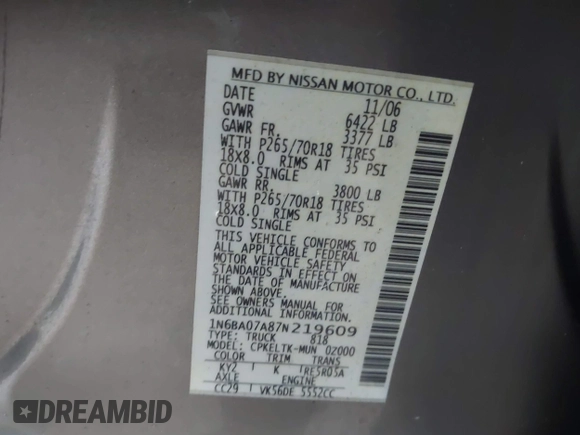 MFD BY NISSAN MOTOR CO., LTD.
DATE 11/06
GVWR 6422 LB
GAWR FR. 3377 LB
WITH P265/70R18 TIRES
18X8.0 RIMS AT 35 PSI
COLD SINGLE
GAWR RR. 3800 LB
WITH P265/70R18 TIRES
18X8.0 RIMS AT 35 PSI
COLD SINGLE
THIS VEHICLE CONFORMS TO
ALL APPLICABLE FEDERAL
MOTOR VEHICLE SAFETY
STANDARDS IN EFFECT ON
THE DATE OF MANUFACTURE
SHOWN ABOVE.
SEE OWNERS MANUAL FOR
ADDITIONAL INFORMATION
1N6BA07A87N219609
TYPE: TRUCK 818
MODEL: CPKELTK-MUN 02000
COLOR TRIM TRANS
KY2 K RE5R05A
AXLE ENGINE
CC29 VK56DE 5552CC
DREAMBID
DREAMBID